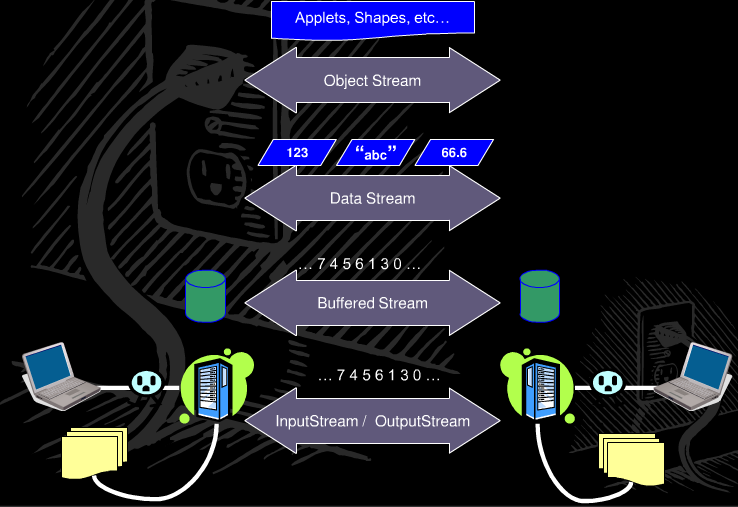 Applets, Shapes, etc…
Object Stream
123 “abc” 66.6
Data Stream
… 7 4 5 6 1 3 0 …
Buffered Stream
… 7 4 5 6 1 3 0 …
InputStream / OutputStream